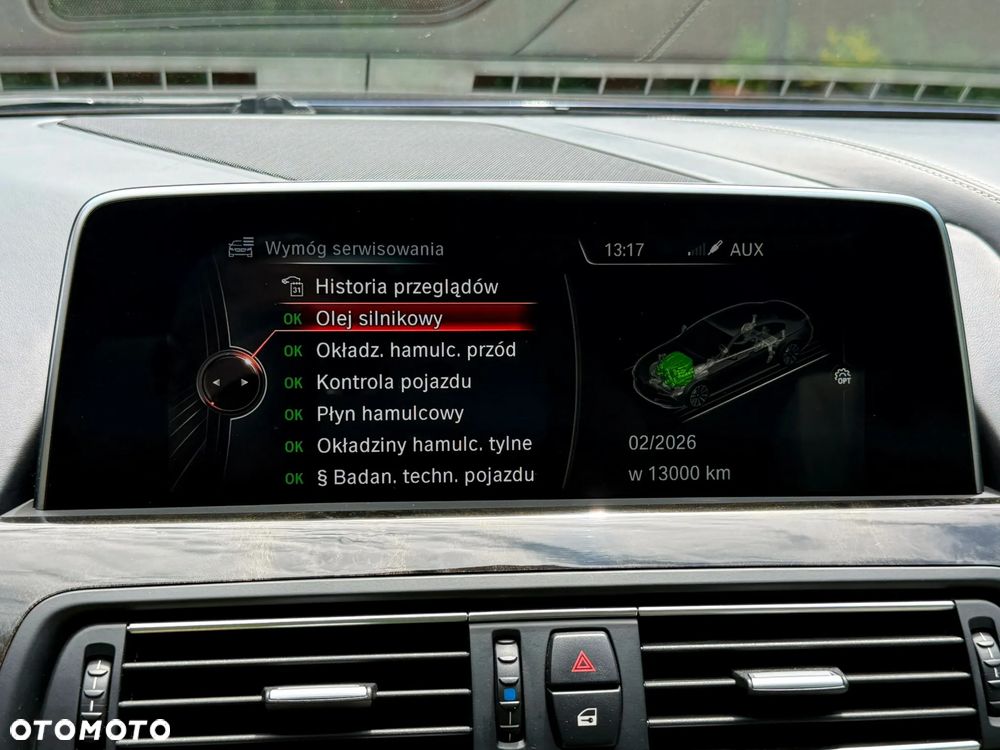 Wymóg serwisowania
13:17
AUX
Historia przeglądów
31
OK Olej silnikowy
OK Okładz. hamulc. przód
OK Kontrola pojazdu
OK Płyn hamulcowy
OK Okładziny hamulc. tylne
OK § Badan. techn. pojazdu
OPT
02/2026
w 13000 km
OTOMOTO